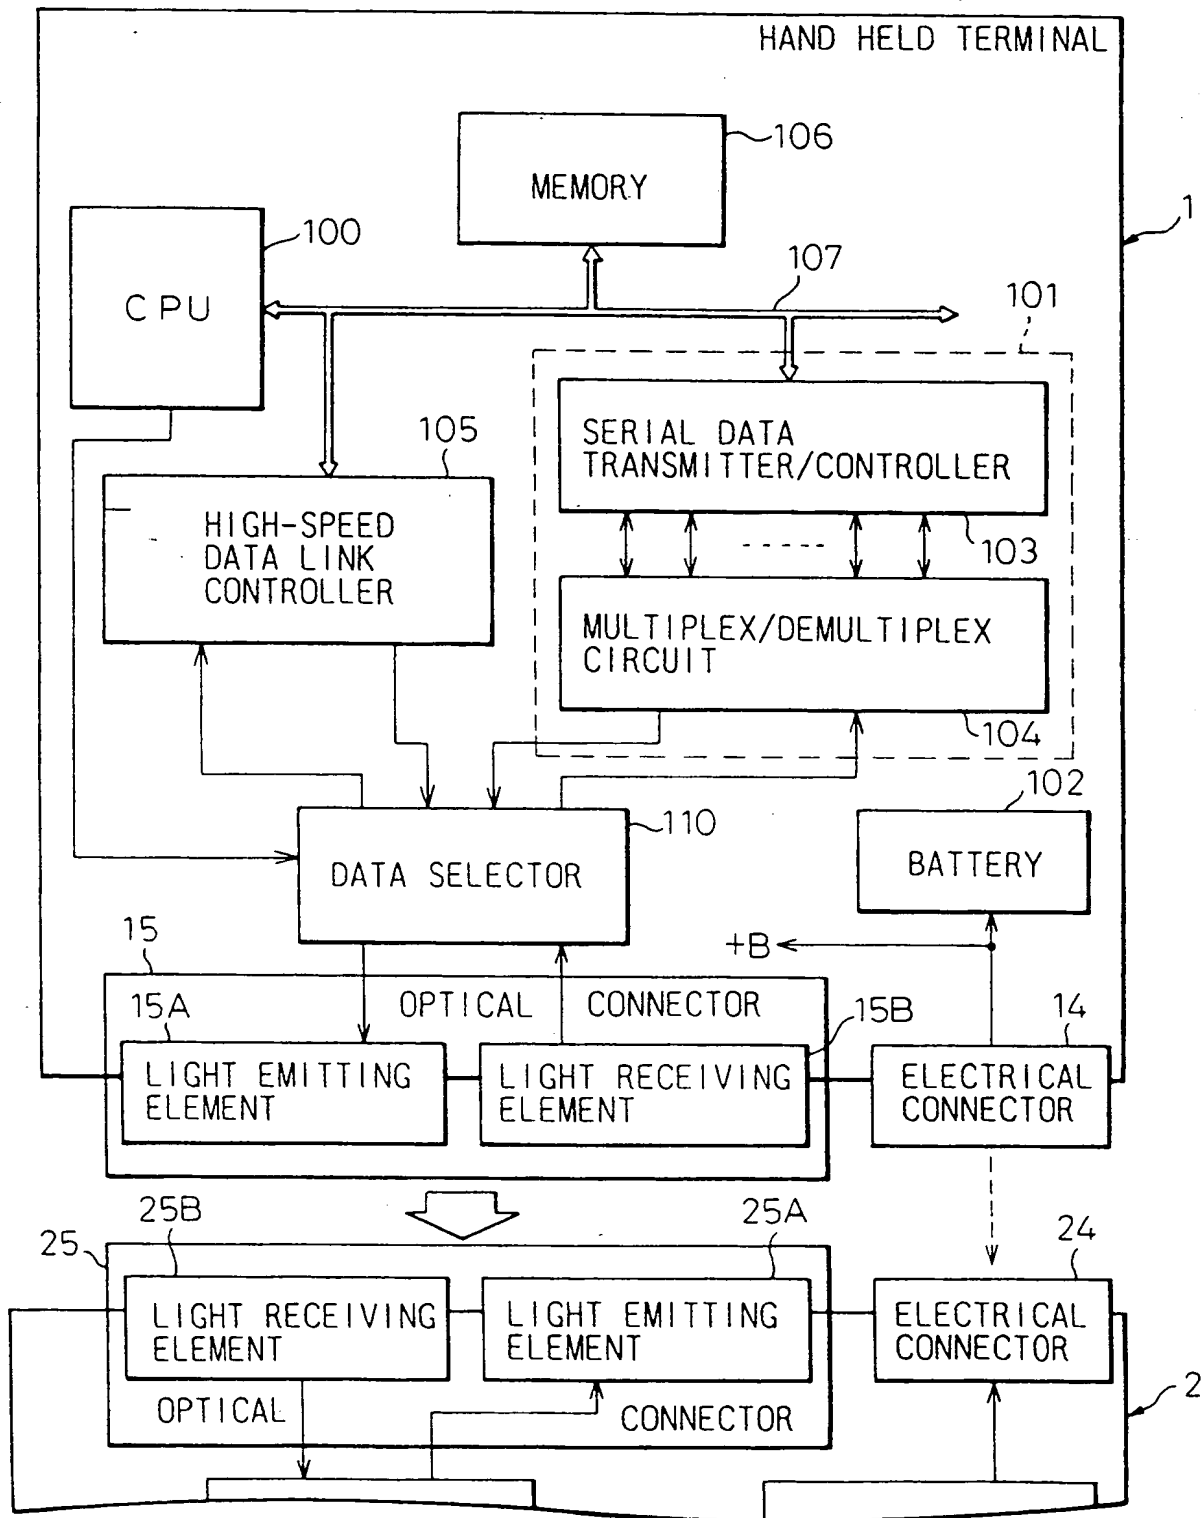 HAND HELD TERMINAL
106
MEMORY
1
100
CPU
107
101
105
SERIAL DATA
TRANSMITTER/CONTROLLER
HIGH-SPEED
DATA LINK
CONTROLLER
103
MULTIPLEX/DEMULTIPLEX
CIRCUIT
104
102
110
BATTERY
DATA SELECTOR
15
+B
15A
OPTICAL CONNECTOR
15B
14
LIGHT EMITTING
ELEMENT
LIGHT RECEIVING
ELEMENT
ELECTRICAL
CONNECTOR
25B
25A
25
24
LIGHT RECEIVING
ELEMENT
LIGHT EMITTING
ELEMENT
ELECTRICAL
CONNECTOR
2
OPTICAL
CONNECTOR